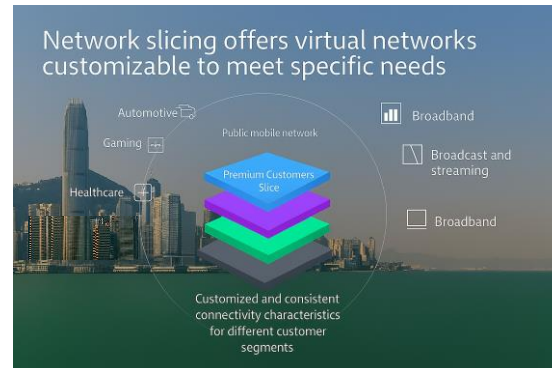 Network slicing offers virtual networks
customizable to meet specific needs
Automotive
Gaming
Healthcare
Public mobile network
Premium Customers
Slice
Broadband
Broadcast and
streaming
Broadband
Customized and consistent
connectivity characteristics
for different customer
segments